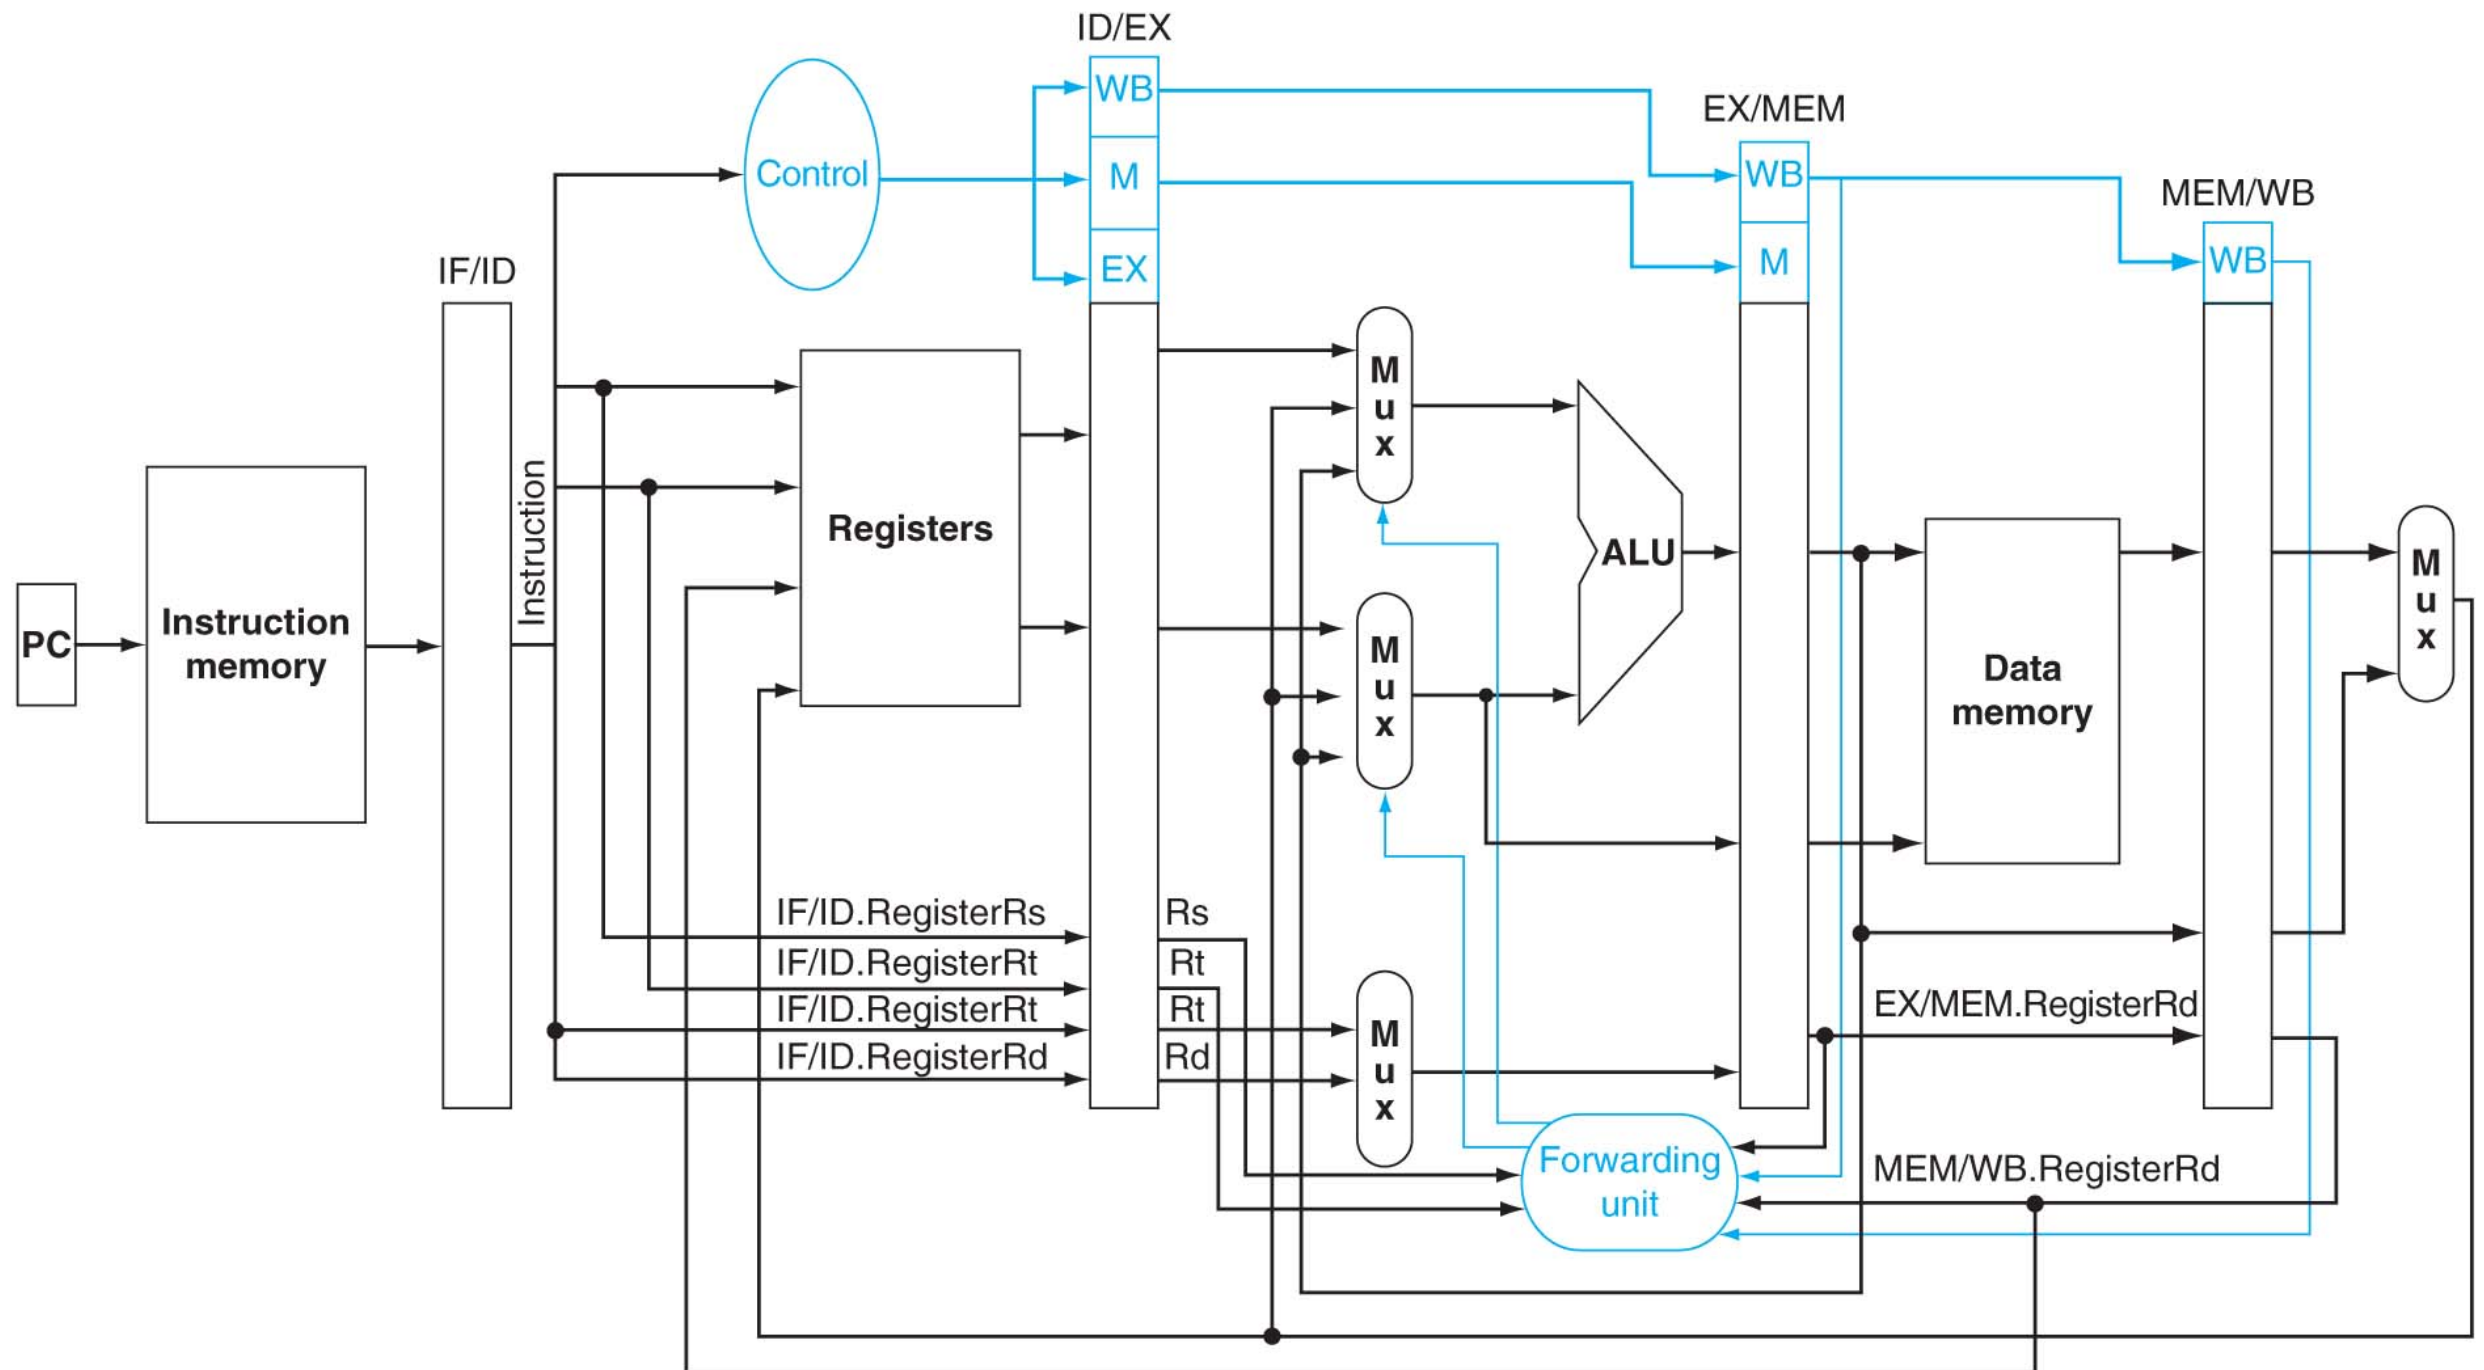 ID/EX
WB
EX/MEM
Control
M
WB
MEM/WB
IF/ID
EX
M
WB
M
u
x
Instruction
Registers
ALU
M
u
x
PC
Instruction
memory
M
u
x
Data
memory
IF/ID.RegisterRs
Rs
IF/ID.RegisterRt
Rt
IF/ID.RegisterRt
Rt
EX/MEM.RegisterRd
IF/ID.RegisterRd
Rd
M
u
x
Forwarding
unit
MEM/WB.RegisterRd